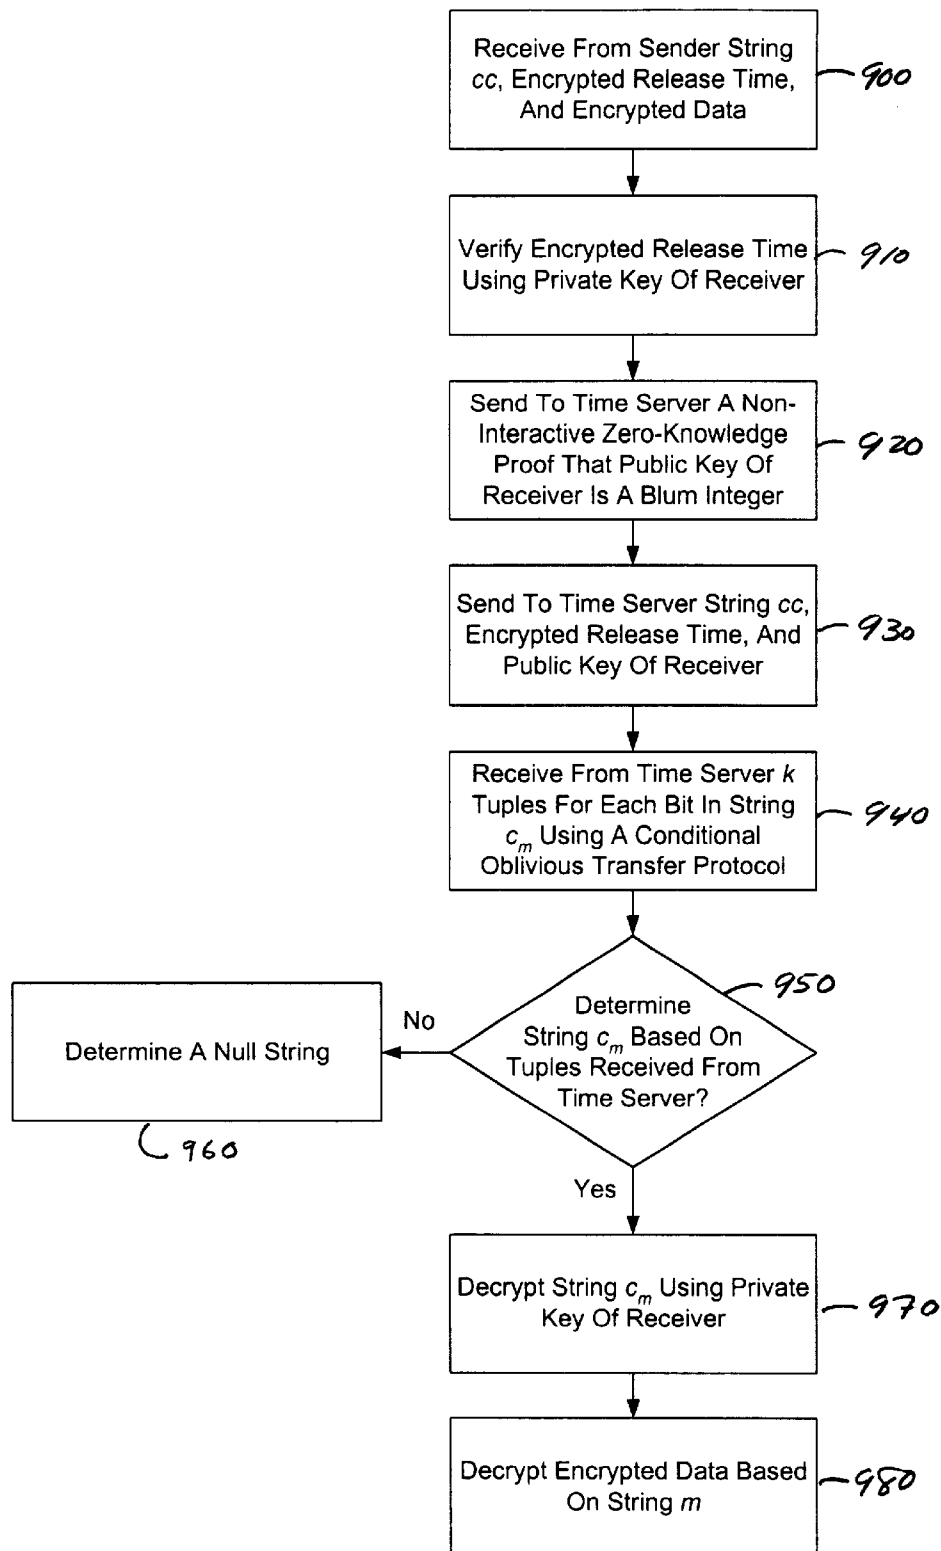 Receive From Sender String
cc, Encrypted Release Time,
And Encrypted Data
900
Verify Encrypted Release Time
Using Private Key Of Receiver
910
Send To Time Server A Non-
Interactive Zero-Knowledge
Proof That Public Key Of
Receiver Is A Blum Integer
920
Send To Time Server String cc,
Encrypted Release Time, And
Public Key Of Receiver
930
Receive From Time Server k
Tuples For Each Bit In String
c_m Using A Conditional
Oblivious Transfer Protocol
940
950
Determine
String c_m Based On
Tuples Received From
Time Server?
No
Determine A Null String
960
Yes
Decrypt String c_m Using Private
Key Of Receiver
970
Decrypt Encrypted Data Based
On String m
980